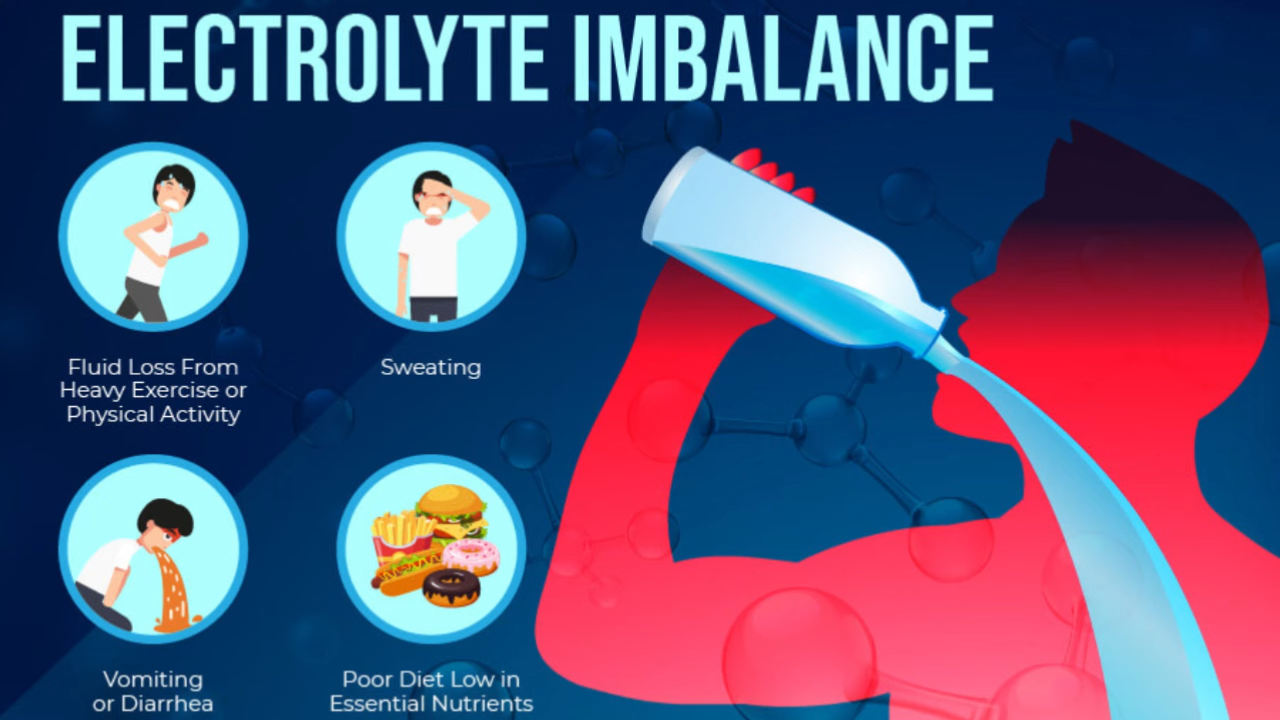 ELECTROLYTE IMBALANCE
Fluid Loss From
Heavy Exercise or
Physical Activity
Sweating
Vomiting
or Diarrhea
Poor Diet Low in
Essential Nutrients